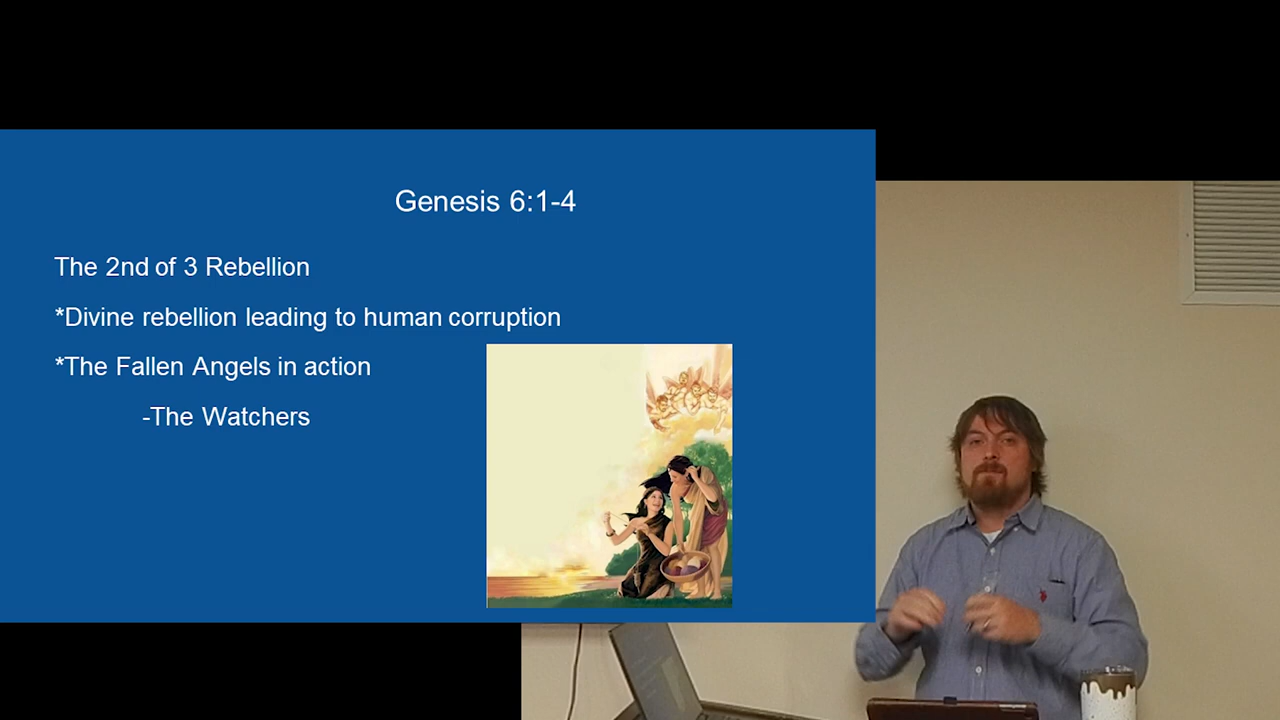 Genesis 6:1-4
The 2nd of 3 Rebellion
*Divine rebellion leading to human corruption
*The Fallen Angels in action
-The Watchers